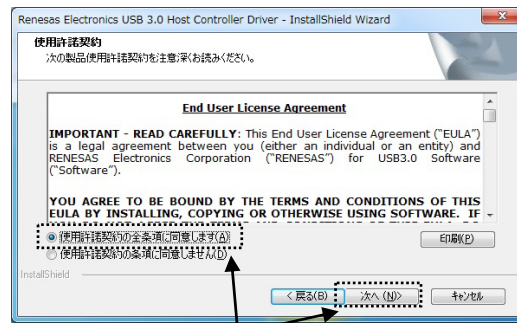 Renesas Electronics USB 3.0 Host Controller Driver - InstallShield Wizard
使用許諾契約
次の製品使用許諾契約を注意深くお読みください。
End User License Agreement
IMPORTANT - READ CAREFULLY: This End User License Agreement ("EULA")
is a legal agreement between you (either an individual or an entity) and
RENESAS Electronics Corporation ("RENESAS") for USB3.0 Software
("Software").
YOU AGREE TO BE BOUND BY THE TERMS AND CONDITIONS OF THIS
EULA BY INSTALLING, COPYING OR OTHERWISE USING SOFTWARE. IF
使用許諾契約の全条項に同意します(A)
印刷(P)
使用許諾契約の条項に同意しません(D)
InstallShield
< 戻る(B)
次へ (N)>
キャンセル